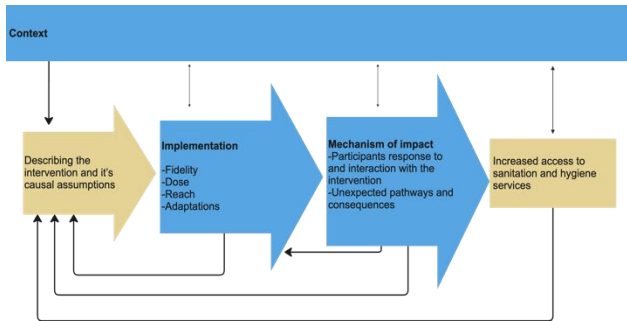 Context
Describing the
intervention and it's
causal assumptions
Implementation
-Fidelity
-Dose
-Reach
-Adaptations
Mechanism of impact
-Participants response to
and interaction with the
intervention
-Unexpected pathways and
consequences
Increased access to
sanitation and hygiene
services